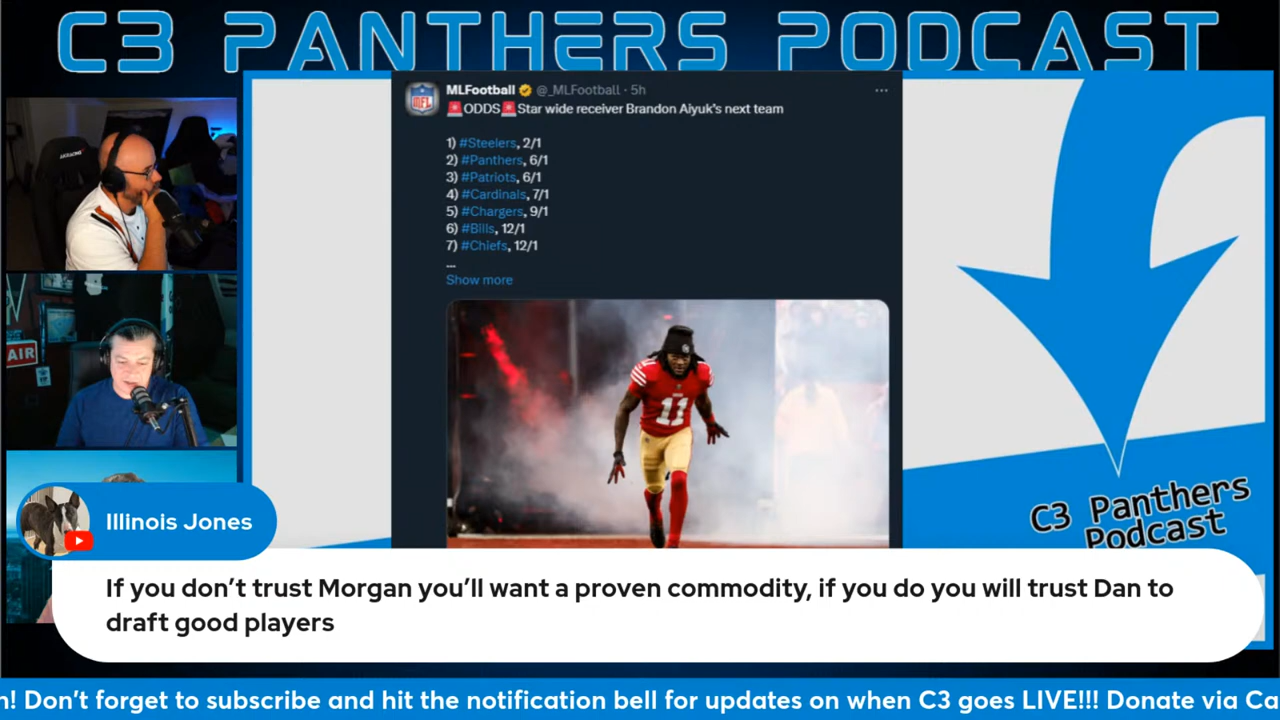 C3 PANTHERS PODCAST
MLFootball @_MLFootball · 5h
🚨ODDS🚨Star wide receiver Brandon Aiyuk's next team
1) #Steelers, 2/1
2) #Panthers, 6/1
3) #Patriots, 6/1
4) #Cardinals, 7/1
5) #Chargers, 9/1
6) #Bills, 12/1
7) #Chiefs, 12/1
...
Show more
NFL
11
AIR
C3 Panthers
Podcast
Illinois Jones
If you don’t trust Morgan you’ll want a proven commodity, if you do you will trust Dan to
draft good players
! Don’t forget to subscribe and hit the notification bell for updates on when C3 goes LIVE!!! Donate via Ca